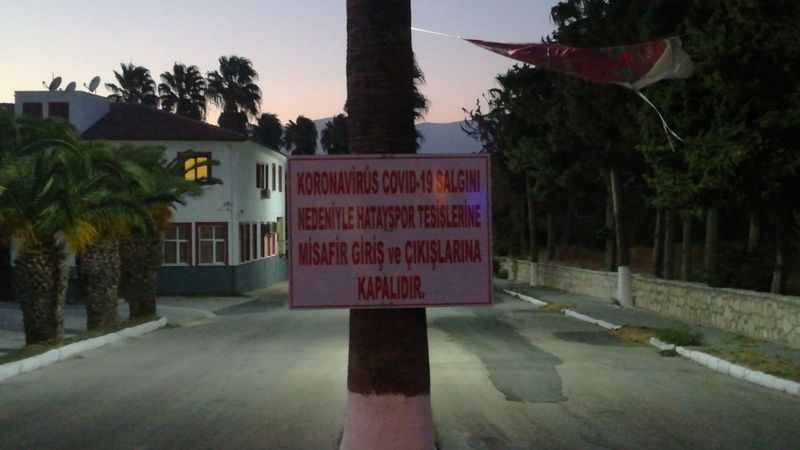 KORONAVİRÜS COVID-19 SALGINI
NEDENİYLE HATAYSPOR TESİSLERİNE
MİSAFİR GİRİŞ ve ÇIKIŞLARINA
KAPALIDIR.